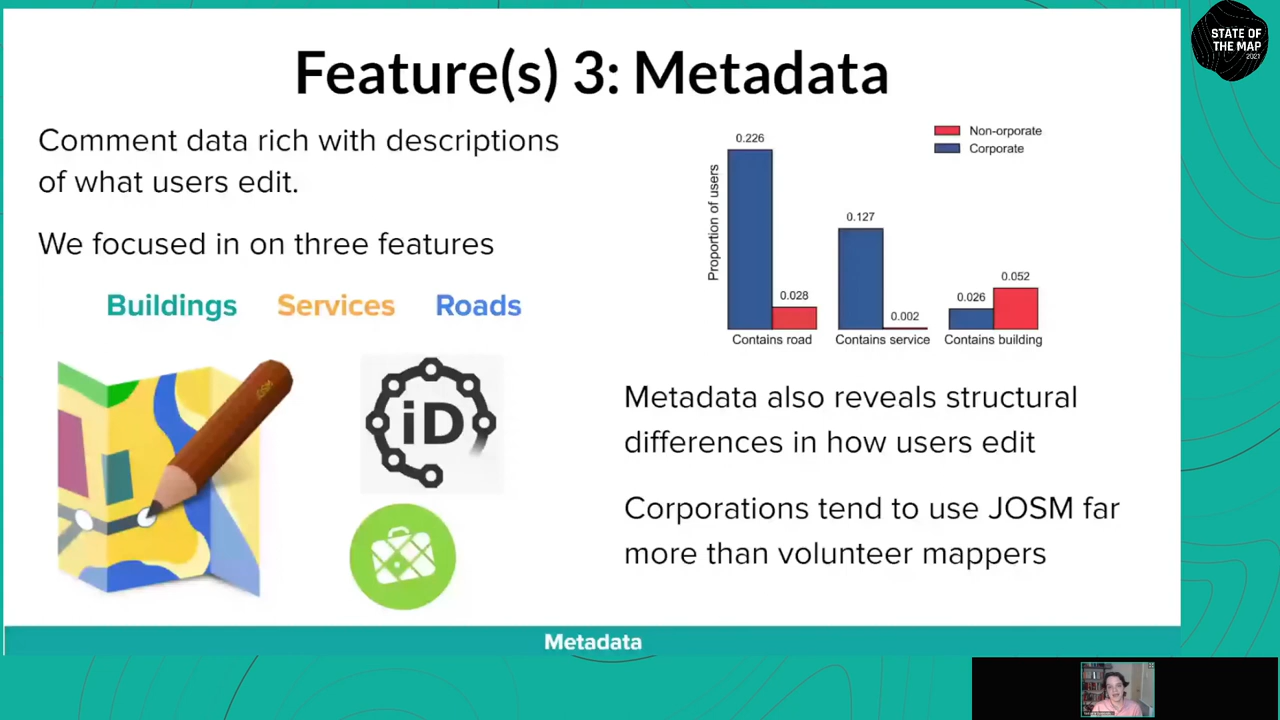 STATE OF
THE MAP
2021
Feature(s) 3: Metadata
Comment data rich with descriptions
of what users edit.
We focused in on three features
Buildings Services Roads
JOSM
iD
Non-orporate
Corporate
Proportion of users
0.226
0.028
0.127
0.002
0.026
0.052
Contains road
Contains service
Contains building
Metadata also reveals structural
differences in how users edit
Corporations tend to use JOSM far
more than volunteer mappers
Metadata